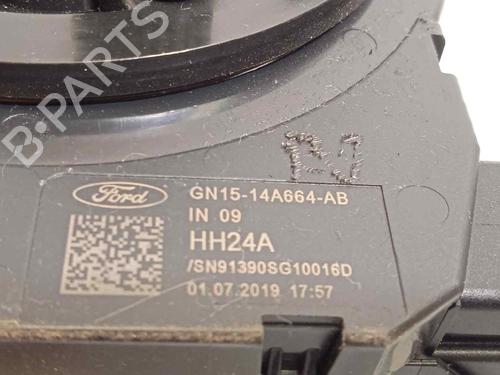 B-PARTS
Ford
GN15-14A664-AB
IN 09
HH24A
/SN91390SG10016D
01.07.2019 17:57